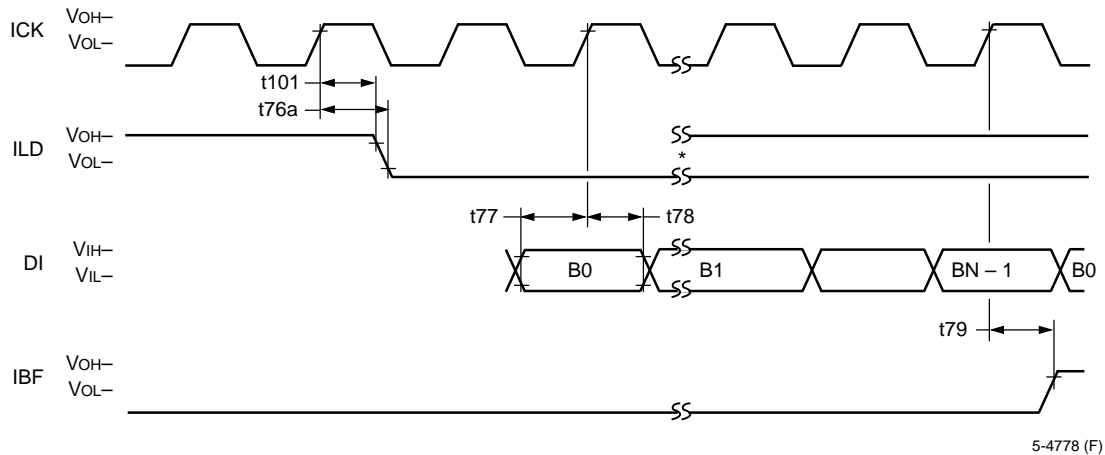 ICK
VOH–
VOL–
t101
t76a
ILD
VOH–
VOL–
*
t77
t78
DI
VIH–
VIL–
B0
B1
BN – 1
B0
t79
IBF
VOH–
VOL–
5-4778 (F)